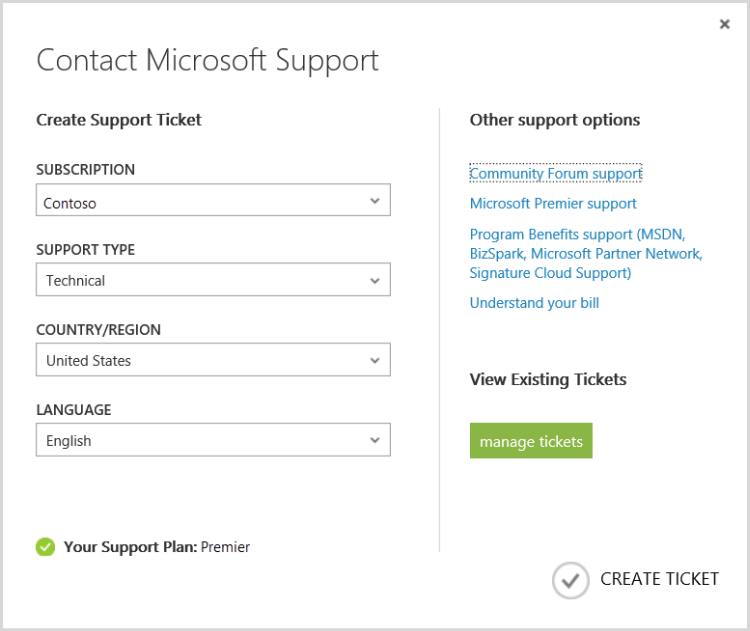 Contact Microsoft Support
Create Support Ticket
SUBSCRIPTION
Contoso
SUPPORT TYPE
Technical
COUNTRY/REGION
United States
LANGUAGE
English
Your Support Plan: Premier
Other support options
Community Forum support
Microsoft Premier support
Program Benefits support (MSDN,
BizSpark, Microsoft Partner Network,
Signature Cloud Support)
Understand your bill
View Existing Tickets
manage tickets
CREATE TICKET